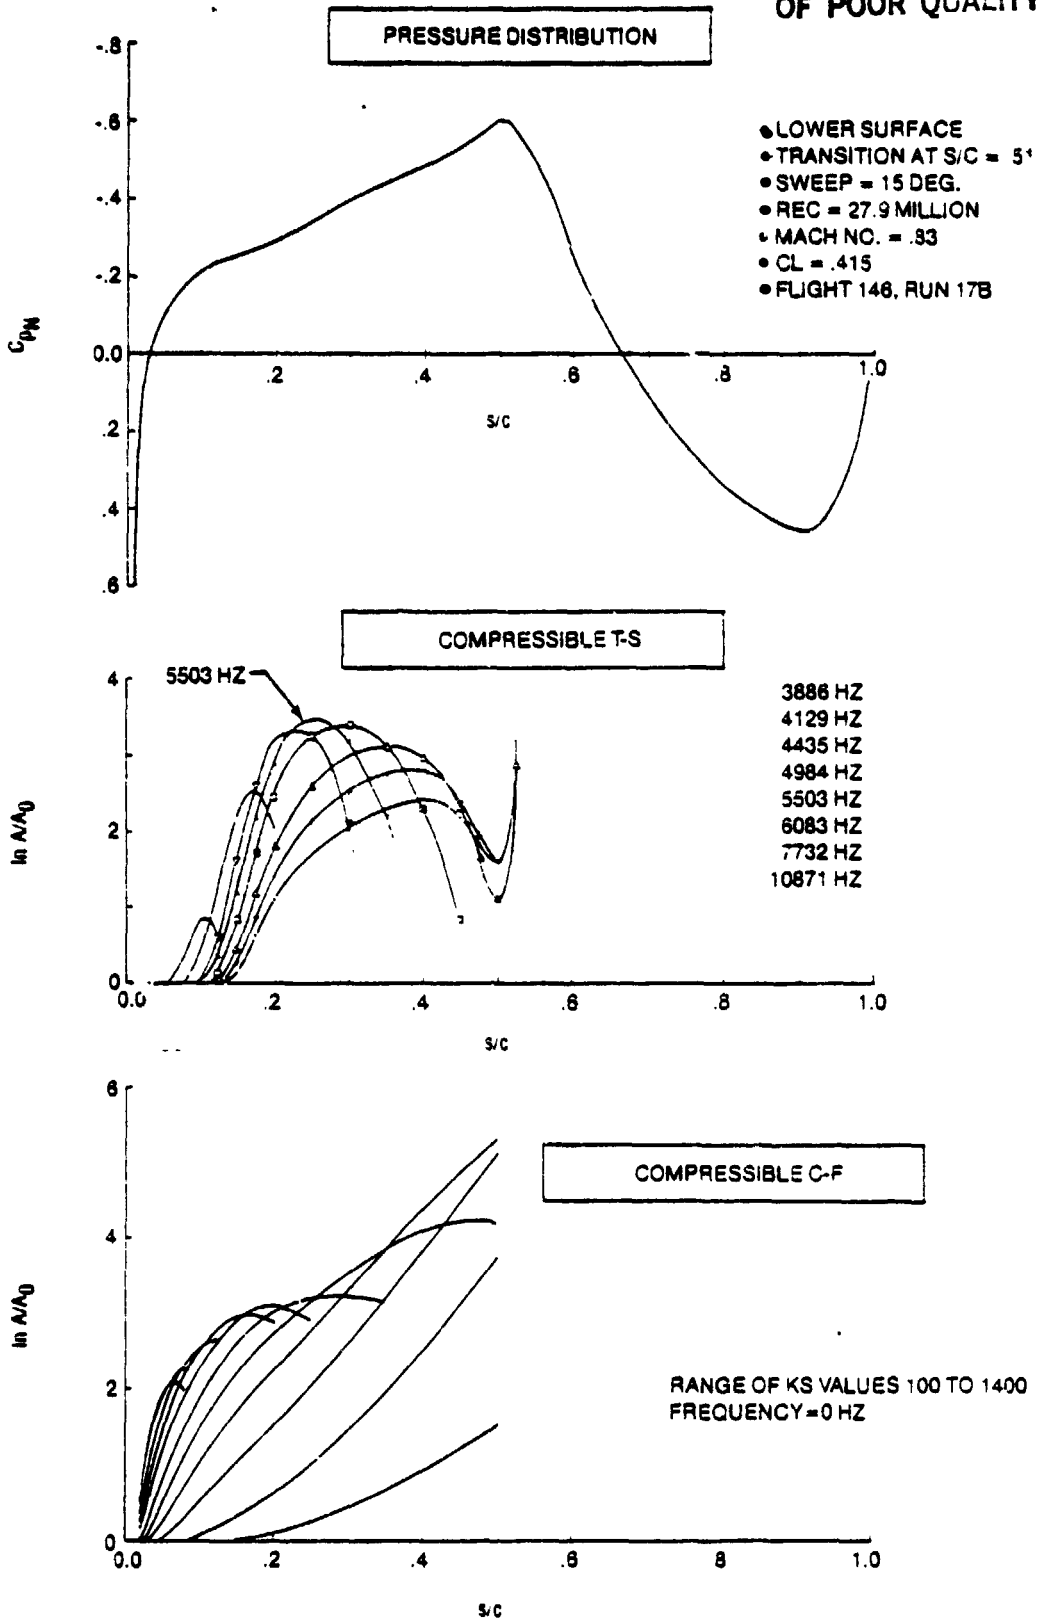 OF POOR QUALITY
PRESSURE DISTRIBUTION
-.8
-.6
-.4
-.2
0.0
.2
.4
.6
CPN
.2
.4
.6
.8
1.0
S/C
• LOWER SURFACE
• TRANSITION AT S/C = 5
• SWEEP = 15 DEG.
• REC = 27.9 MILLION
• MACH NO. = .83
• CL = .415
• FLIGHT 146, RUN 17B
COMPRESSIBLE T-S
5503 HZ
4
2
0
ln A/A0
0.0
.2
.4
.6
.8
1.0
S/C
3886 HZ
4129 HZ
4435 HZ
4984 HZ
5503 HZ
6083 HZ
7732 HZ
10871 HZ
COMPRESSIBLE C-F
6
4
2
0
ln A/A0
0.0
.2
.4
.6
8
1.0
S/C
RANGE OF KS VALUES 100 TO 1400
FREQUENCY=0 HZ